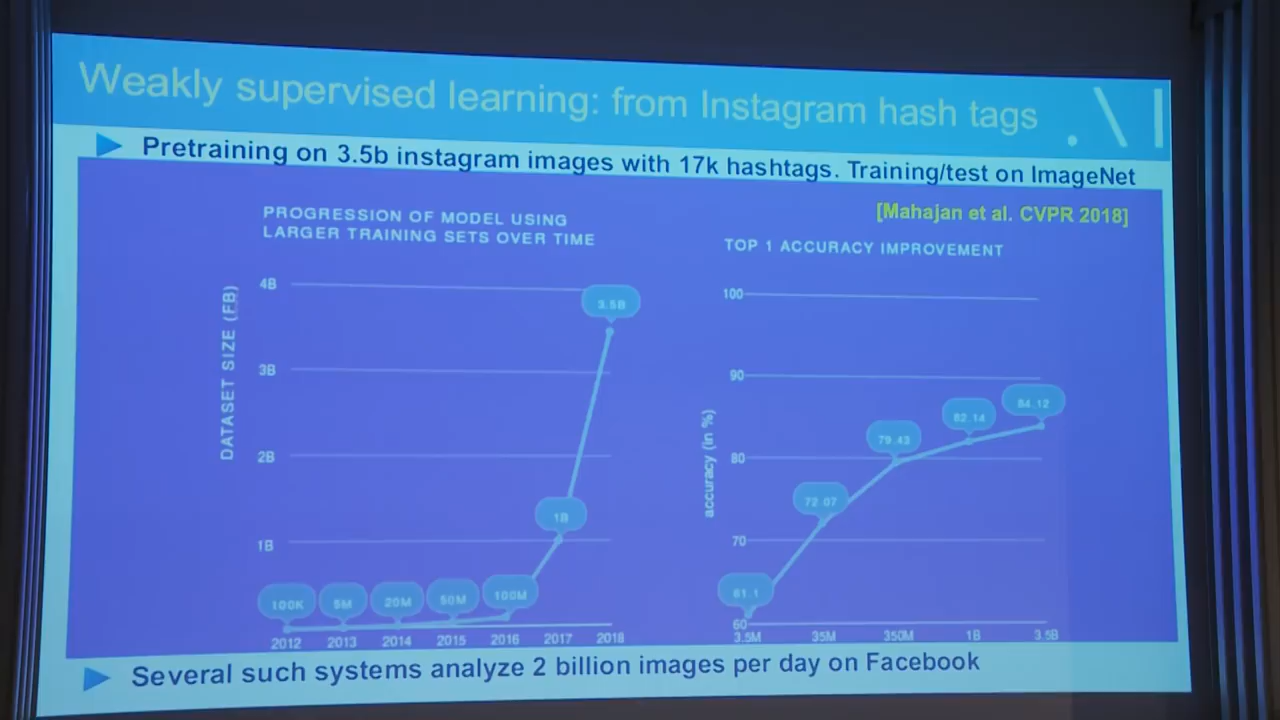 Weakly supervised learning: from Instagram hash tags
Pretraining on 3.5b instagram images with 17k hashtags. Training/test on ImageNet
[Mahajan et al. CVPR 2018]
PROGRESSION OF MODEL USING
LARGER TRAINING SETS OVER TIME
DATASET SIZE (FB)
4B
3B
2B
1B
100K
5M
20M
50M
100M
1B
3.5B
2012 2013 2014 2015 2016 2017 2018
TOP 1 ACCURACY IMPROVEMENT
accuracy (in %)
100
90
80
70
60
61.1
72.07
79.43
82.14
84.12
3.5M 35M 350M 1B 3.5B
Several such systems analyze 2 billion images per day on Facebook